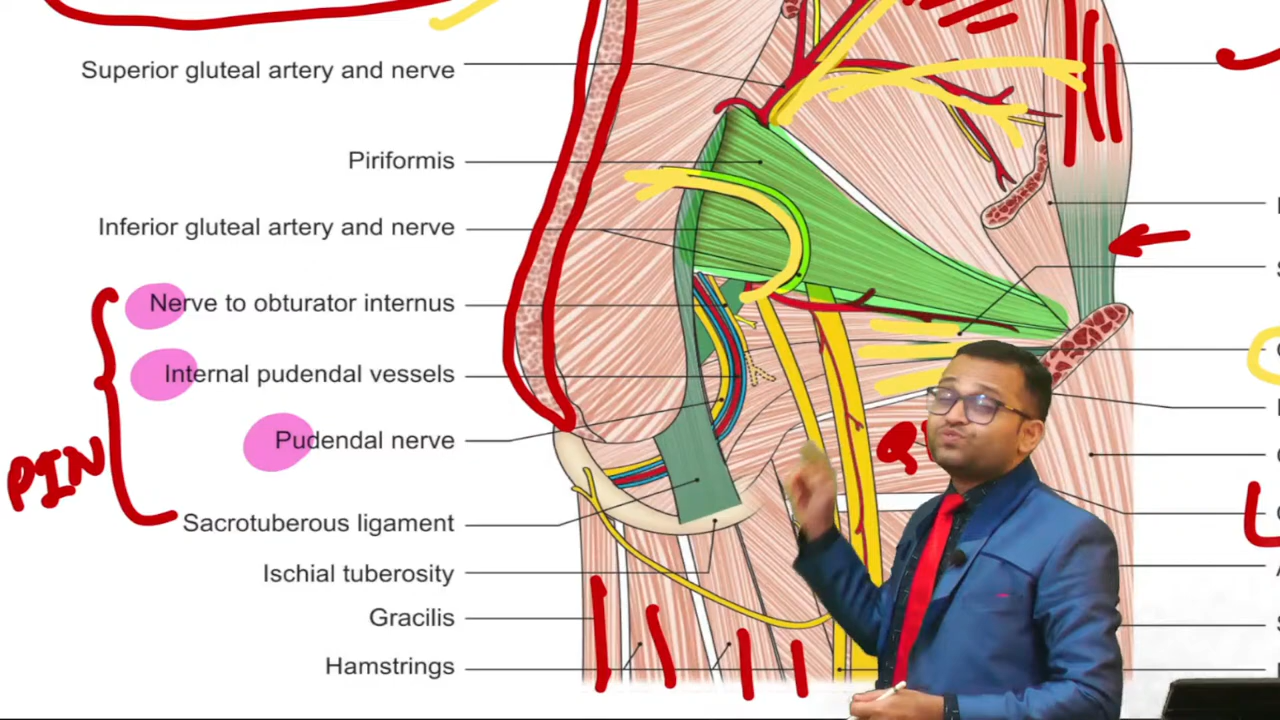 Superior gluteal artery and nerve
Piriformis
Inferior gluteal artery and nerve
Nerve to obturator internus
Internal pudendal vessels
Pudendal nerve
PIN
Sacrotuberous ligament
Ischial tuberosity
Gracilis
Hamstrings